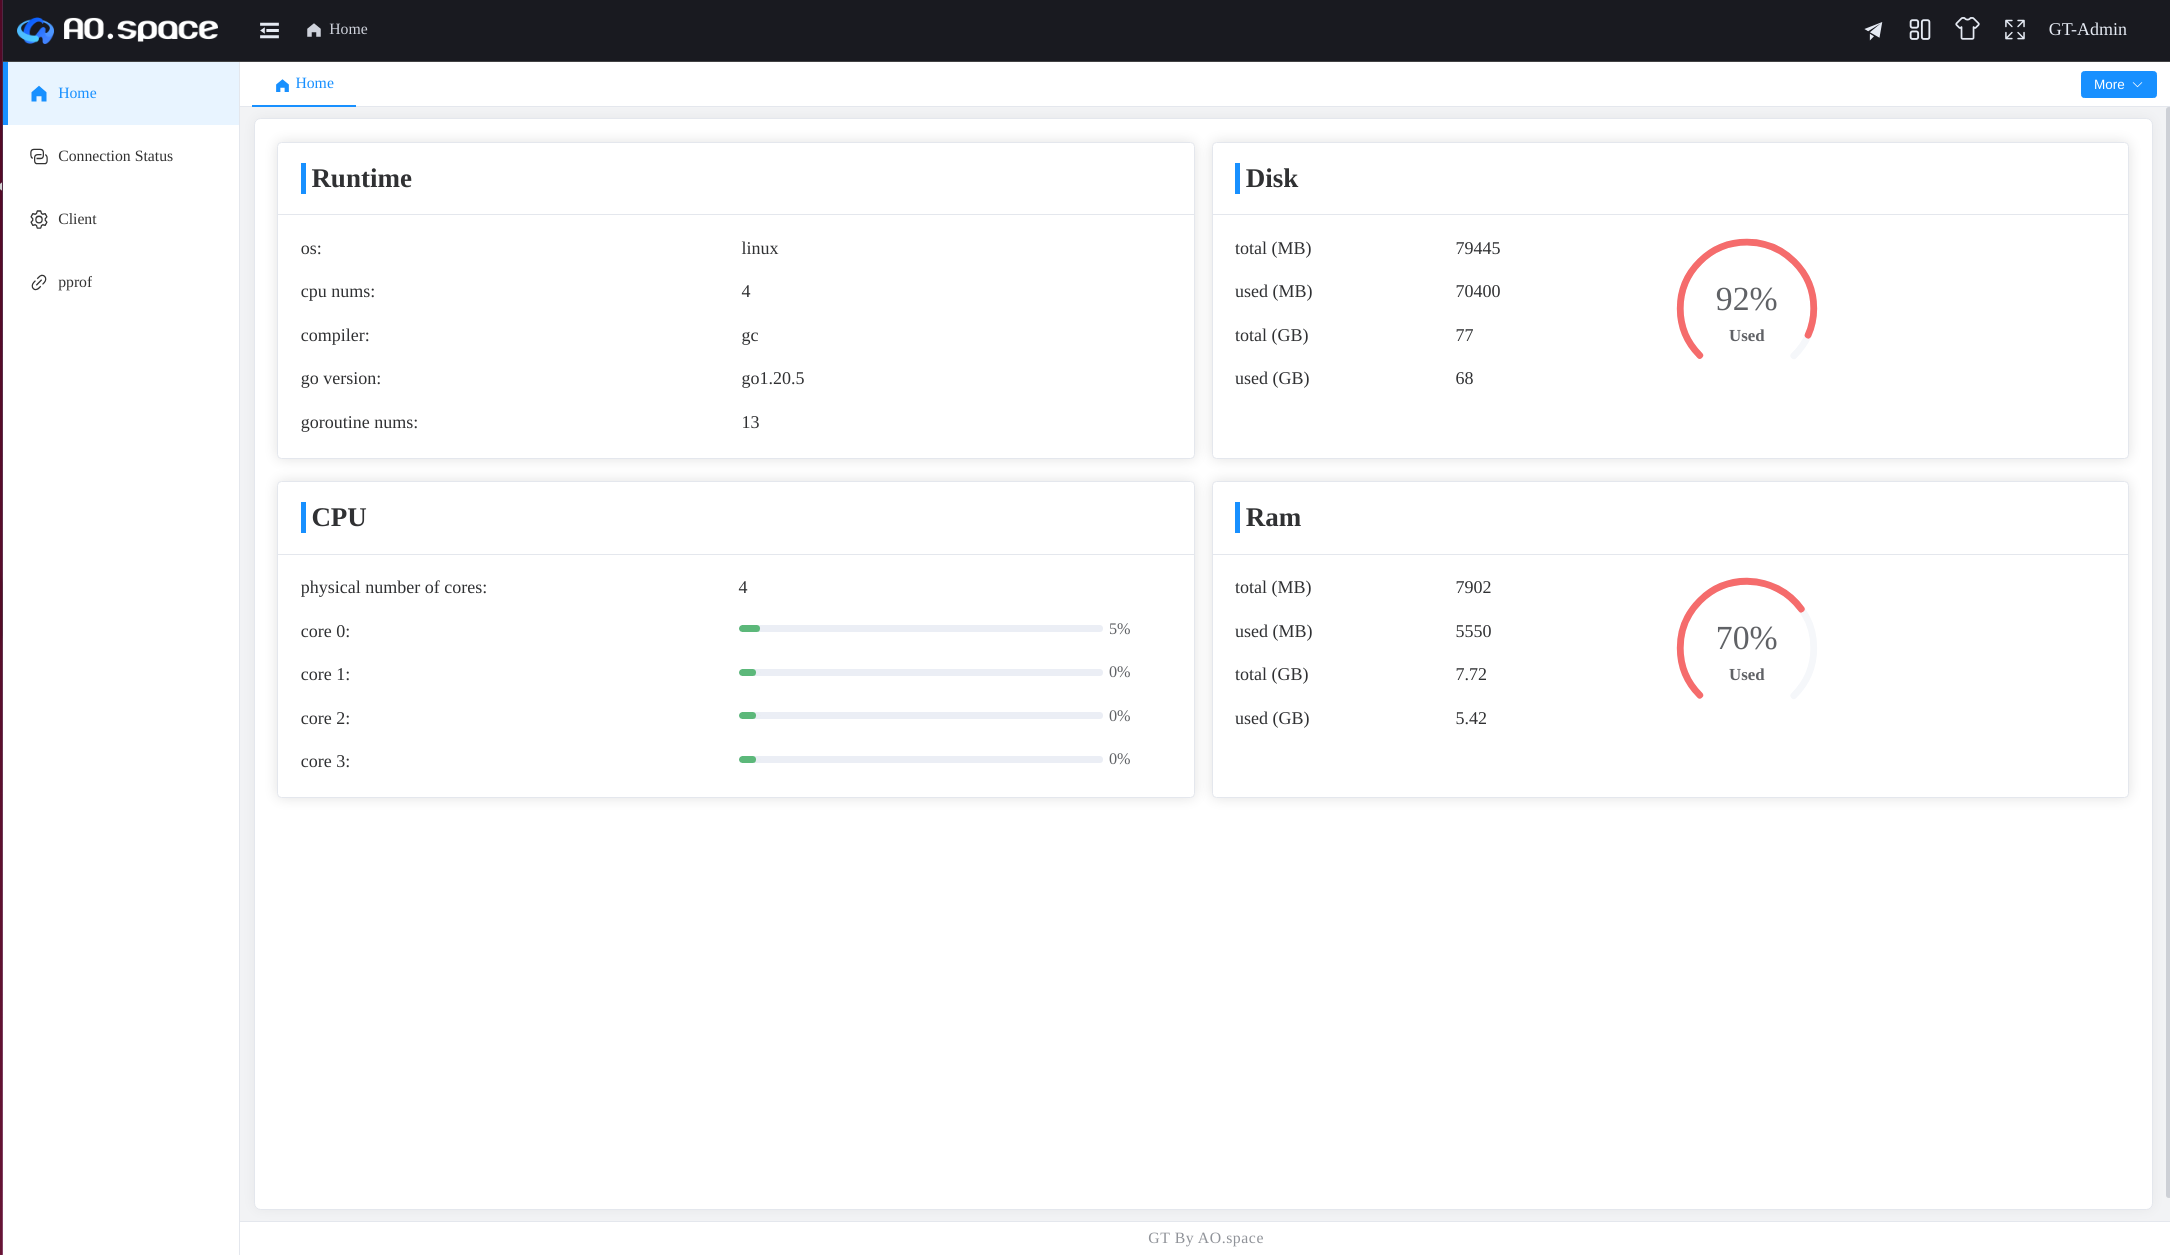 AO.space
Home
GT-Admin
Home
Connection Status
Client
pprof
Home
More
Runtime
os: linux
cpu nums: 4
compiler: gc
go version: go1.20.5
goroutine nums: 13
Disk
total (MB) 79445
used (MB) 70400
total (GB) 77
used (GB) 68
92%
Used
CPU
physical number of cores: 4
core 0: 5%
core 1: 0%
core 2: 0%
core 3: 0%
Ram
total (MB) 7902
used (MB) 5550
total (GB) 7.72
used (GB) 5.42
70%
Used
GT By AO.space